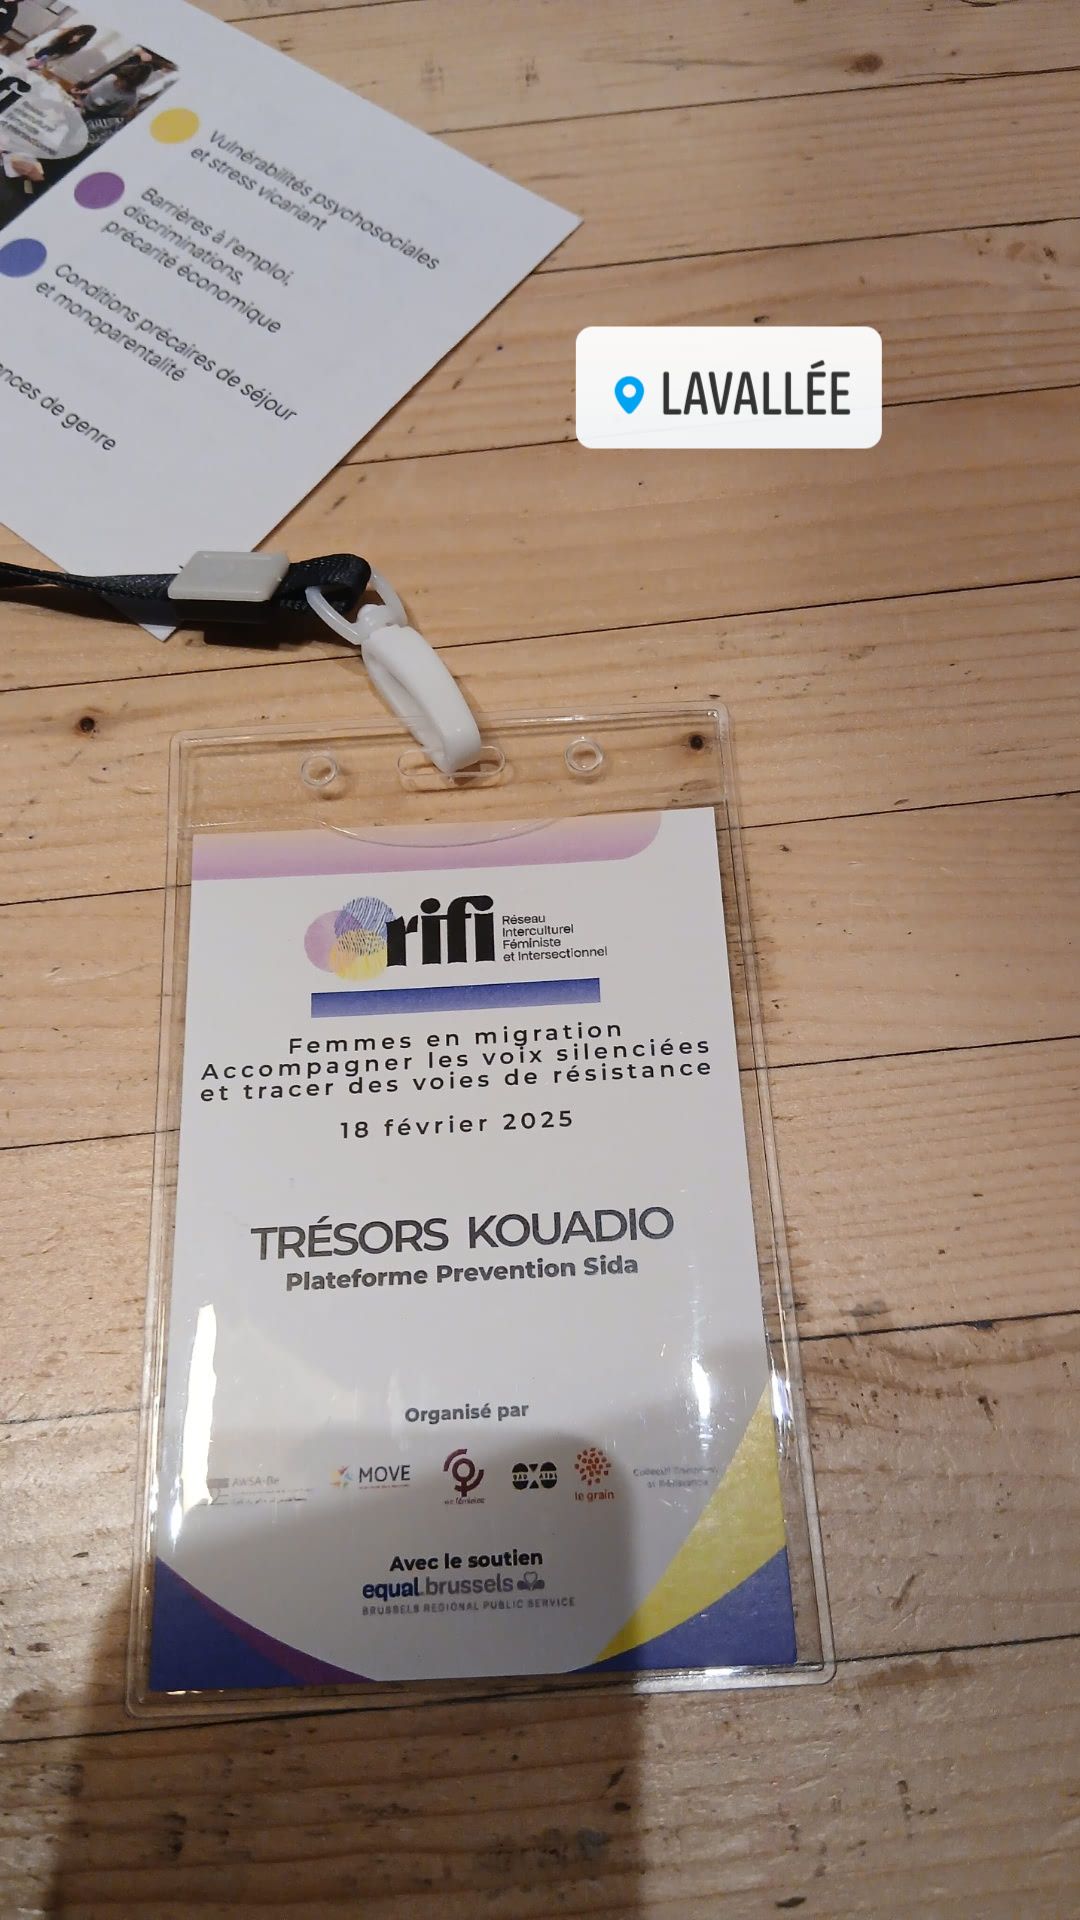 Vulnérabilités psychosociales
et stress vicariant
Barrières à l'emploi,
discriminations,
précarité économique
Conditions précaires de séjour
et monoparentalité
nces de genre
LAVALLÉE
rifi
Réseau
Interculturel
Féministe
et Intersectionnel
Femmes en migration
Accompagner les voix silenciées
et tracer des voies de résistance
18 février 2025
TRÉSORS KOUADIO
Plateforme Prevention Sida
Organisé par
AWSA-Be
MOVE
le grain
Avec le soutien
equal.brussels
BRUSSELS REGIONAL PUBLIC SERVICE